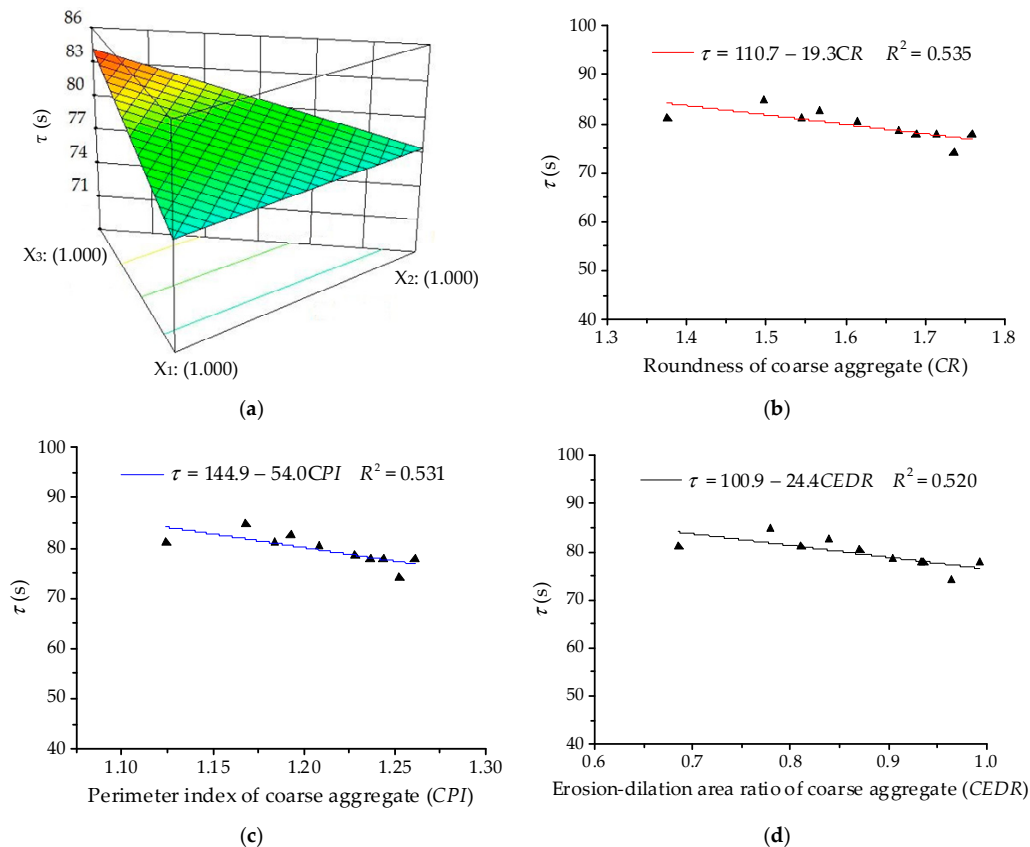 86
83
80
77
74
71
τ (s)
X₃: (1.000)
X₂: (1.000)
X₁: (1.000)
(a)
τ = 110.7 – 19.3CR R² = 0.535
100
90
80
70
60
50
40
τ (s)
1.3 1.4 1.5 1.6 1.7 1.8
Roundness of coarse aggregate (CR)
(b)
τ = 144.9 – 54.0CPI R² = 0.531
100
90
80
70
60
50
40
τ (s)
1.10 1.15 1.20 1.25 1.30
Perimeter index of coarse aggregate (CPI)
(c)
τ = 100.9 – 24.4CEDR R² = 0.520
100
90
80
70
60
50
40
τ (s)
0.6 0.7 0.8 0.9 1.0
Erosion-dilation area ratio of coarse aggregate (CEDR)
(d)